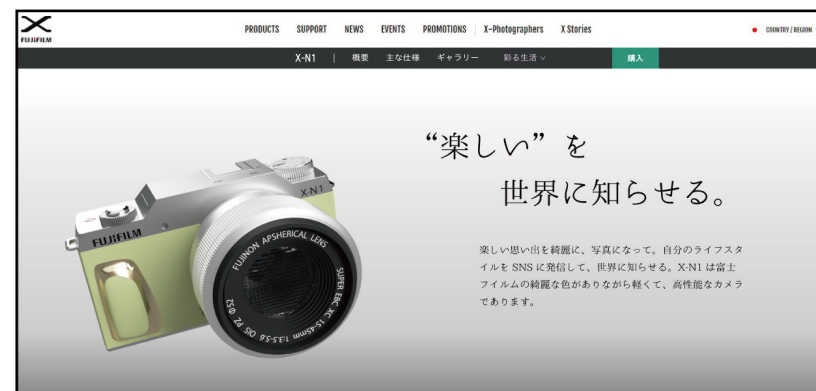 FUJIFILM
PRODUCTS SUPPORT NEWS EVENTS PROMOTIONS | X-Photographers X Stories
COUNTRY / REGION
X-N1 | 概要 主な仕様 ギャラリー 彩る生活 購入
“楽しい” を
世界に知らせる。
楽しい思い出を綺麗に、写真になって。自分のライフスタ
イルを SNS に発信して、世界に知らせる。X-N1 は富士
フイルムの綺麗な色がありながら軽くて、高性能なカメラ
であります。
X-N1
FUJIFILM
FUJINON ASPHERICAL LENS
SUPER EBC XC 15-45mm 1:3.5-5.6 OIS PZ Φ52